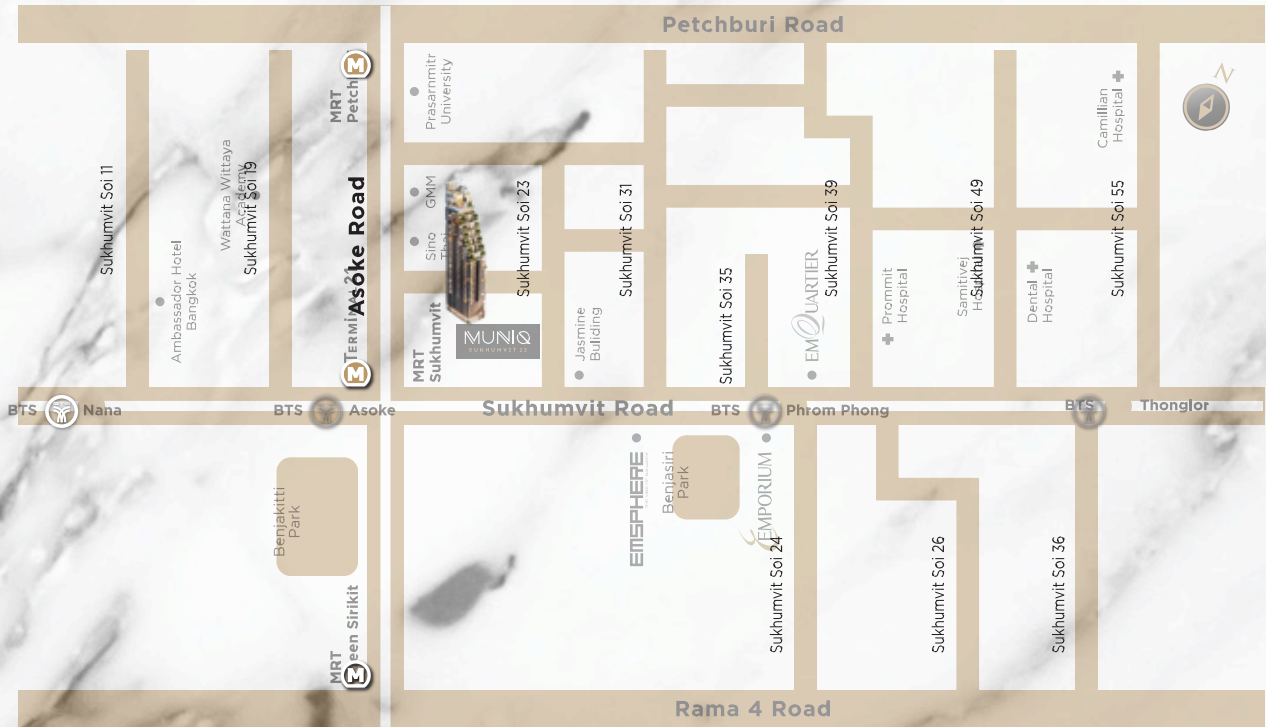 Petchburi Road
MRT
Petch
Prasarnmitr
University
Camillian
Hospital
N
Sukhumvit Soi 11
Wattana Wittaya
Academy
Sukhumvit Soi 19
Asoke Road
GMM
Sino
Thai
Sukhumvit Soi 23
Sukhumvit Soi 31
Sukhumvit Soi 39
Sukhumvit Soi 49
Sukhumvit Soi 55
Ambassador Hotel
Bangkok
TERMINAL 21
MRT
Sukhumvit
MUNIQ
SUKHUMVIT 23
Jasmine
Buliding
Sukhumvit Soi 35
EMQUARTIER
Prommit
Hospital
Samitivej
Hospital
Dental
Hospital
BTS Nana
BTS Asoke
Sukhumvit Road
BTS Phrom Phong
BTS Thonglor
Benjakitti
Park
EMSPHERE
Benjasiri
Park
EMPORIUM
Sukhumvit Soi 24
Sukhumvit Soi 26
Sukhumvit Soi 36
MRT
een Sirikit
Rama 4 Road